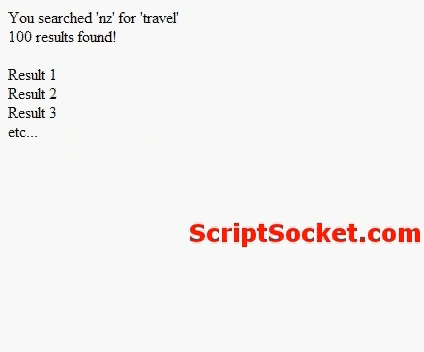 You searched 'nz' for 'travel'
100 results found!
Result 1
Result 2
Result 3
etc...
ScriptSocket.com